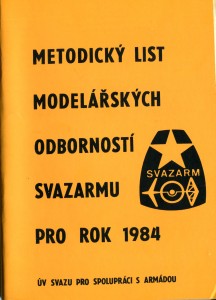 METODICKÝ LIST
MODELÁŘSKÝCH
ODBORNOSTÍ
SVAZARM
SVAZARMU
PRO ROK 1984
ÚV SVAZU PRO SPOLUPRÁCI S ARMÁDOU